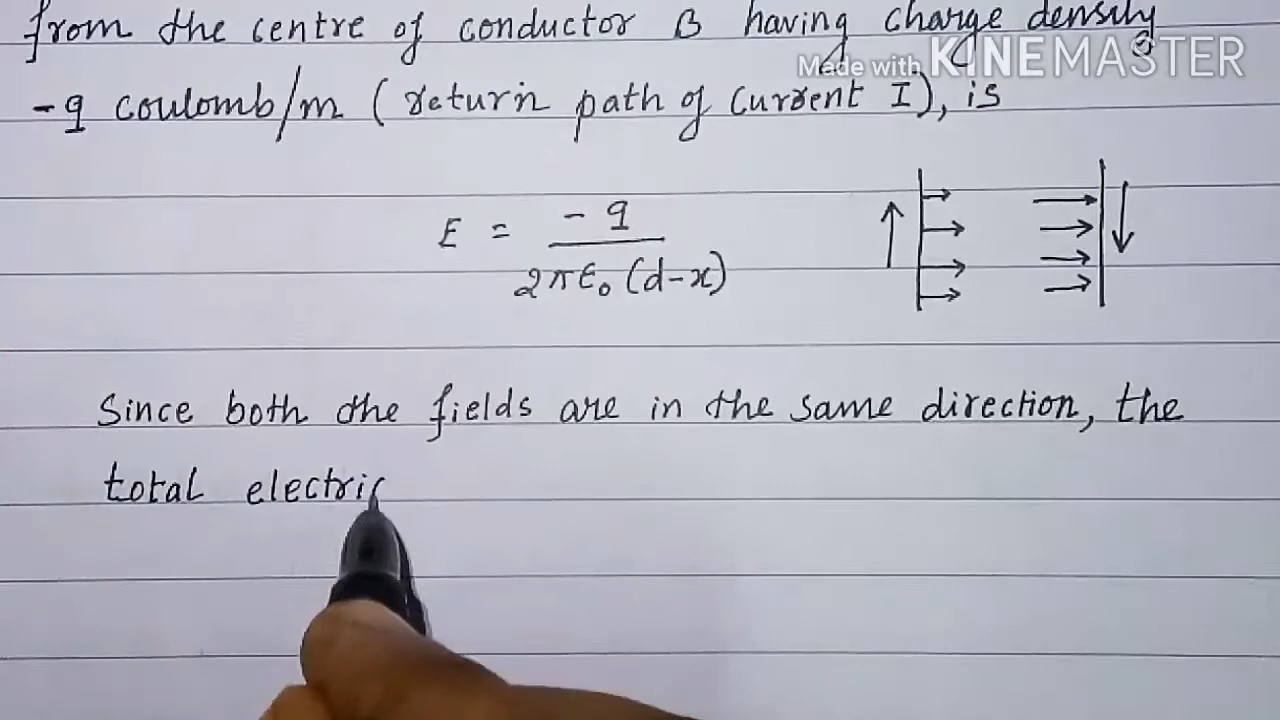 from the centre of conductor B having charge density
Made with KINEMASTER
-q coulomb/m (return path of current I), is
E = -q / 2πε₀(d-x)
Since both the fields are in the same direction, the
total electric